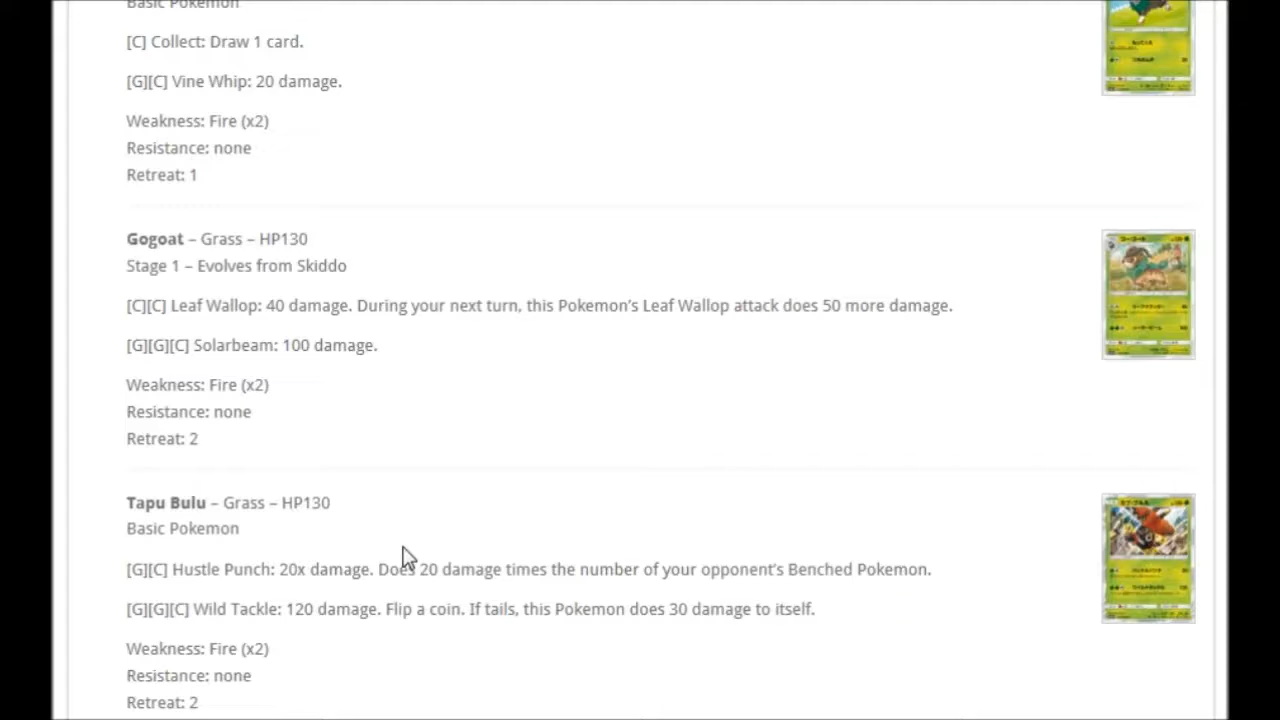 Basic Pokemon
[C] Collect: Draw 1 card.
[G][C] Vine Whip: 20 damage.
Weakness: Fire (x2)
Resistance: none
Retreat: 1
Gogoat – Grass – HP130
Stage 1 – Evolves from Skiddo
[C][C] Leaf Wallop: 40 damage. During your next turn, this Pokemon’s Leaf Wallop attack does 50 more damage.
[G][G][C] Solarbeam: 100 damage.
Weakness: Fire (x2)
Resistance: none
Retreat: 2
Tapu Bulu – Grass – HP130
Basic Pokemon
[G][C] Hustle Punch: 20x damage. Does 20 damage times the number of your opponent’s Benched Pokemon.
[G][G][C] Wild Tackle: 120 damage. Flip a coin. If tails, this Pokemon does 30 damage to itself.
Weakness: Fire (x2)
Resistance: none
Retreat: 2